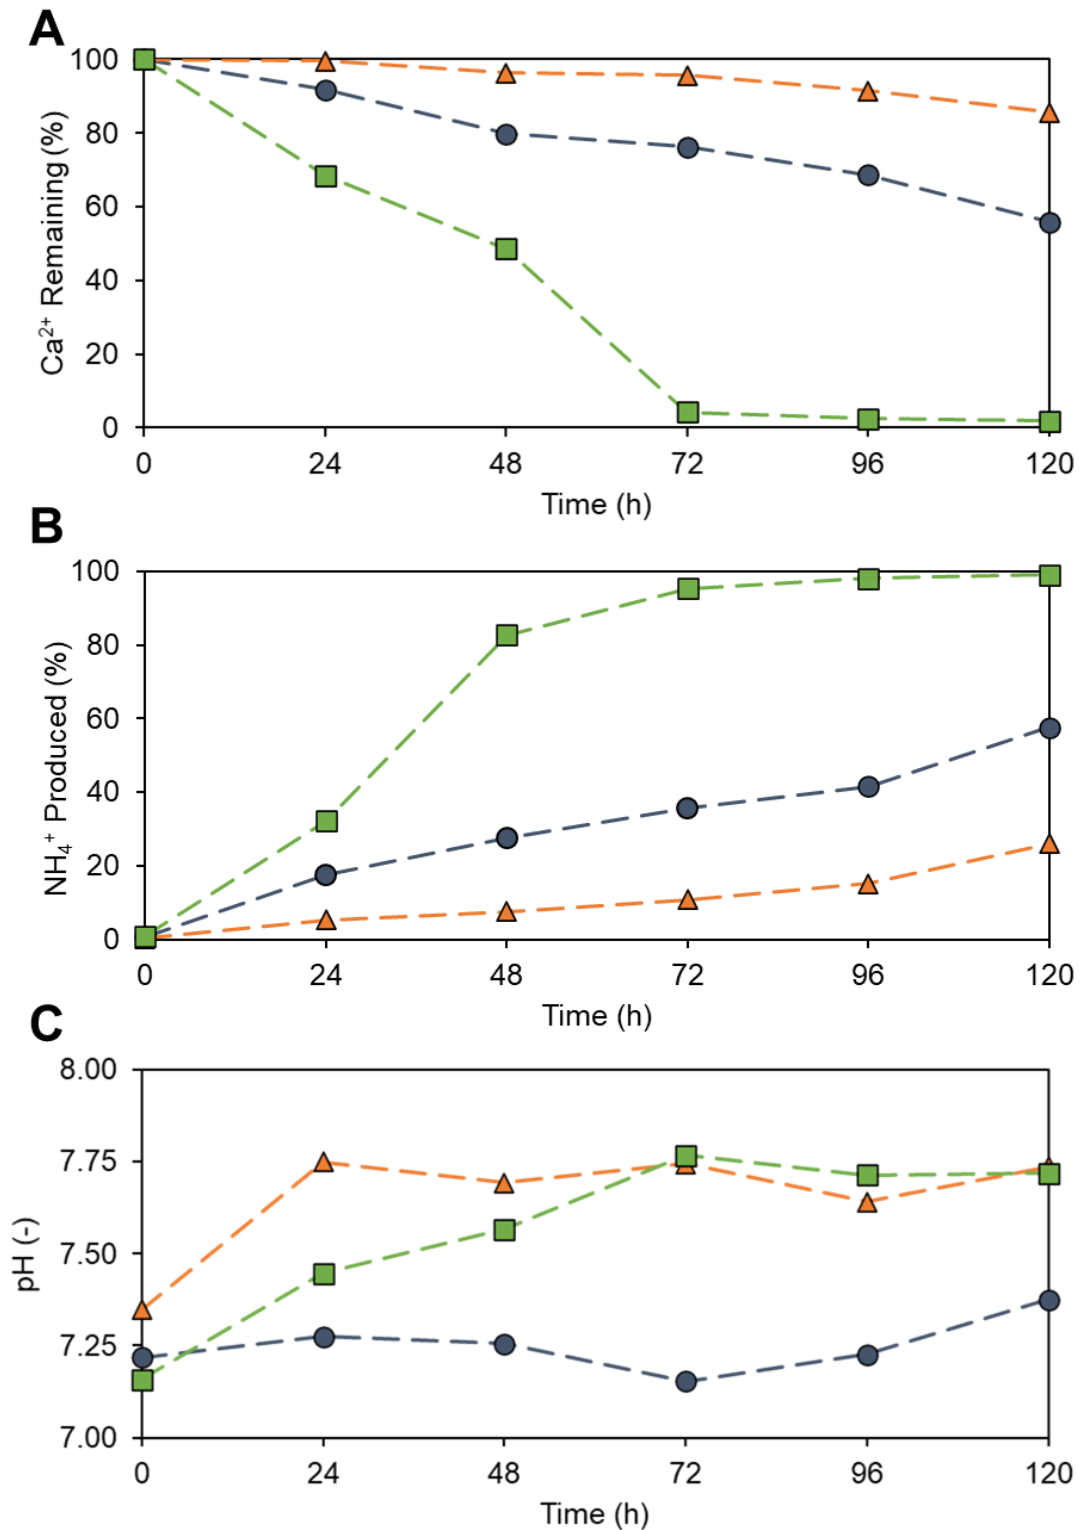 A
Ca²⁺ Remaining (%)
100
80
60
40
20
0
0 24 48 72 96 120
Time (h)
B
NH₄⁺ Produced (%)
100
80
60
40
20
0
0 24 48 72 96 120
Time (h)
C
pH (-)
8.00
7.75
7.50
7.25
7.00
0 24 48 72 96 120
Time (h)